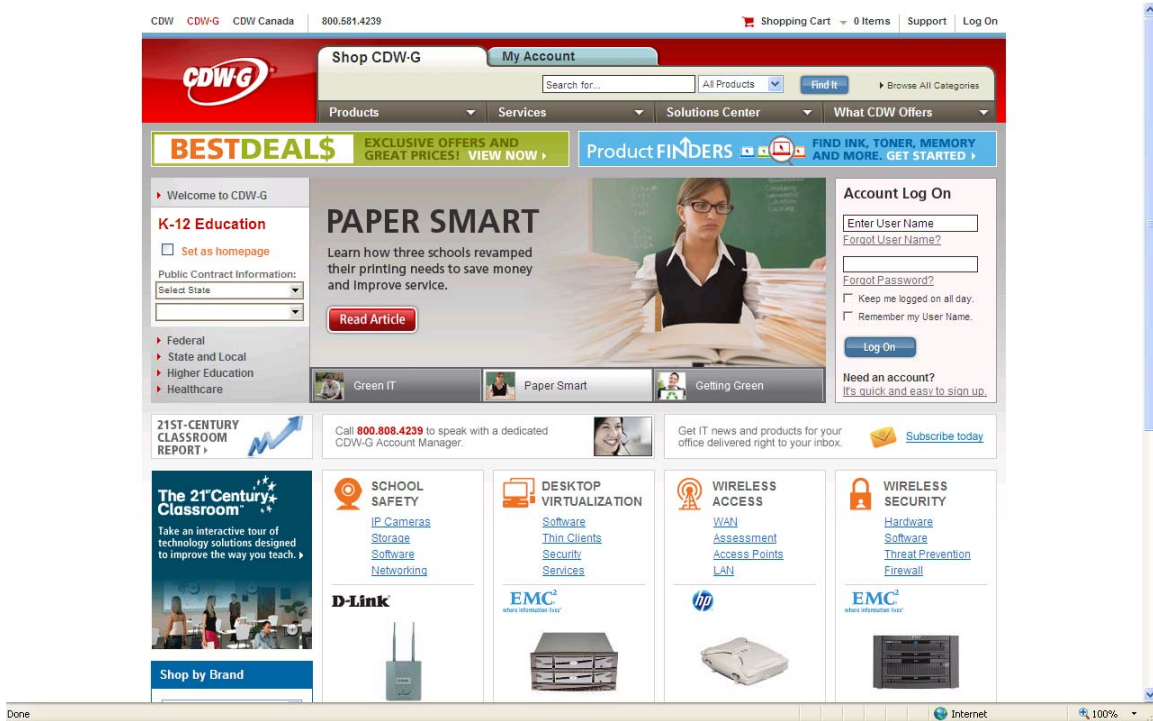 CDW CDW·G CDW Canada 800.581.4239 Shopping Cart 0 Items Support Log On
CDW·G
Shop CDW·G My Account
Search for... All Products Find It Browse All Categories
Products Services Solutions Center What CDW Offers
BESTDEAL$ EXCLUSIVE OFFERS AND
GREAT PRICES! VIEW NOW
Product FINDERS FIND INK, TONER, MEMORY
AND MORE. GET STARTED
Welcome to CDW-G
K-12 Education
Set as homepage
Public Contract Information:
Select State
Federal
State and Local
Higher Education
Healthcare
PAPER SMART
Learn how three schools revamped
their printing needs to save money
and improve service.
Read Article
Green IT Paper Smart Getting Green
Account Log On
Enter User Name
Forgot User Name?
Forgot Password?
Keep me logged on all day.
Remember my User Name.
Log On
Need an account?
It's quick and easy to sign up.
21ST-CENTURY
CLASSROOM
REPORT
Call 800.808.4239 to speak with a dedicated
CDW-G Account Manager.
Get IT news and products for your
office delivered right to your inbox.
Subscribe today
The 21st Century
Classroom™
Take an interactive tour of
technology solutions designed
to improve the way you teach.
Shop by Brand
SCHOOL
SAFETY
IP Cameras
Storage
Software
Networking
D-Link
DESKTOP
VIRTUALIZATION
Software
Thin Clients
Security
Services
EMC²
where information lives®
WIRELESS
ACCESS
WAN
Assessment
Access Points
LAN
hp
WIRELESS
SECURITY
Hardware
Software
Threat Prevention
Firewall
EMC²
where information lives®
Done Internet 100%